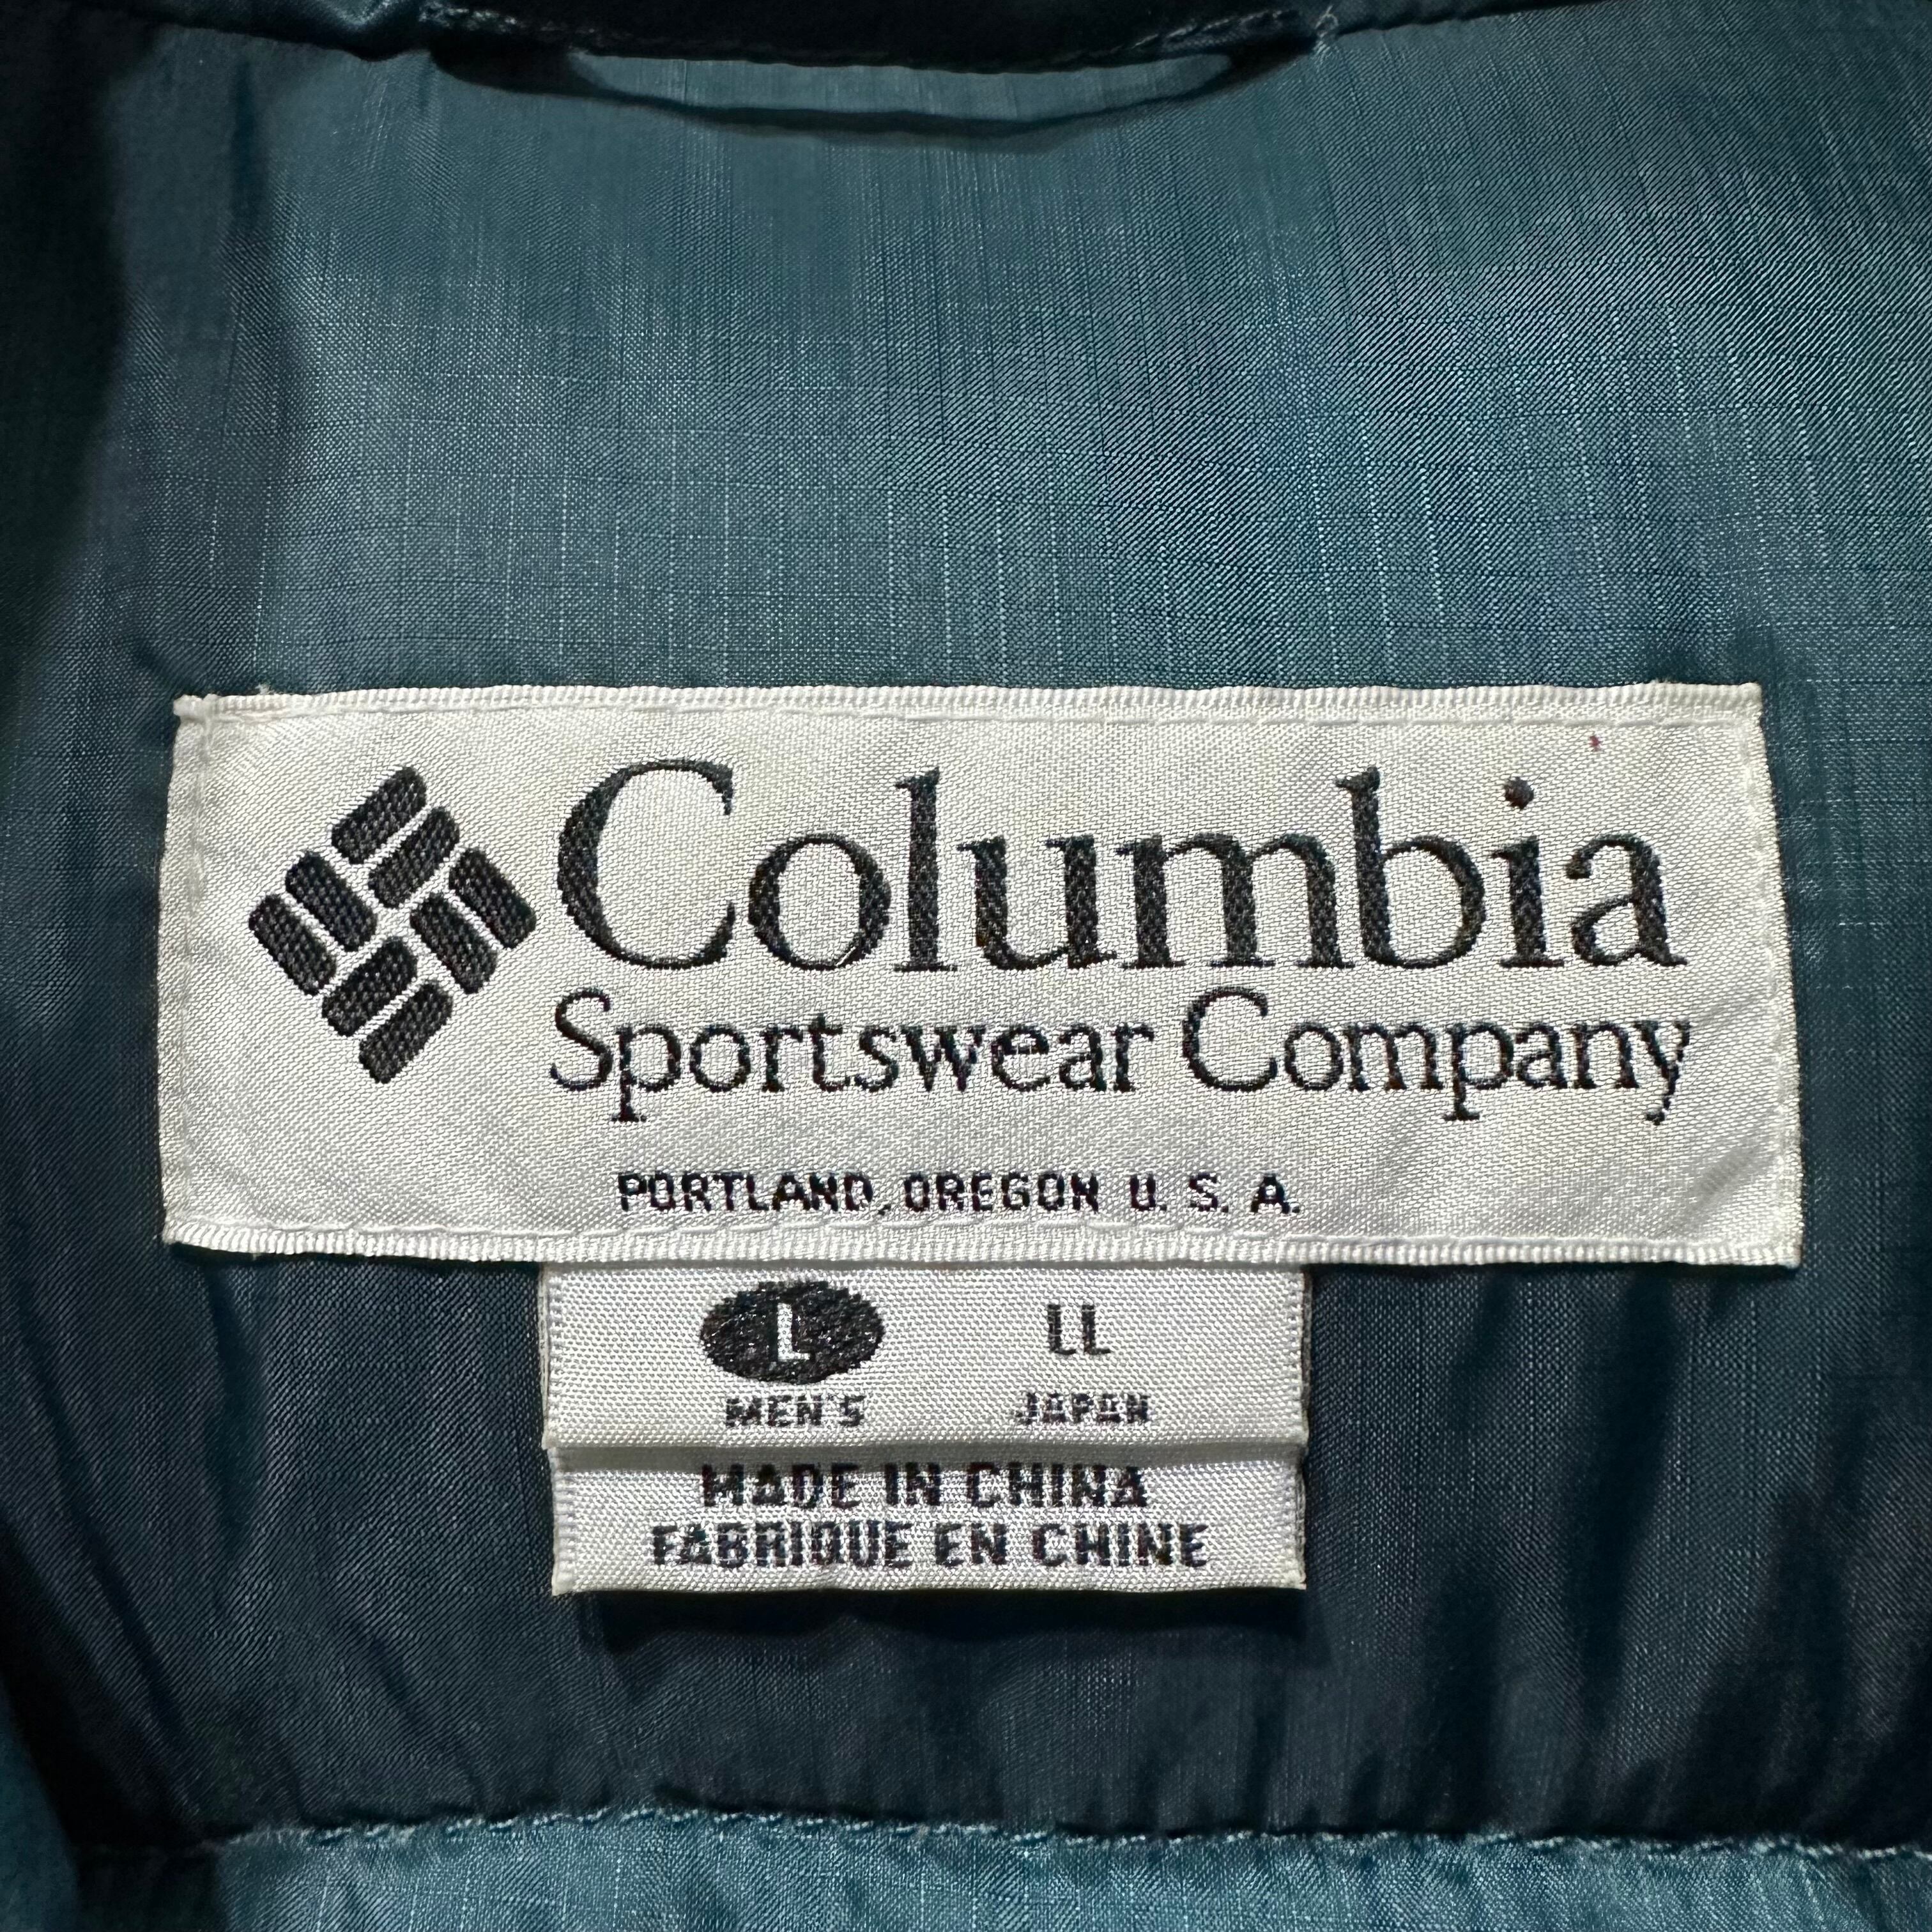 Columbia
Sportswear Company
PORTLAND, OREGON U. S. A.
L LL
MEN'S JAPAN
MADE IN CHINA
FABRIQUE EN CHINE